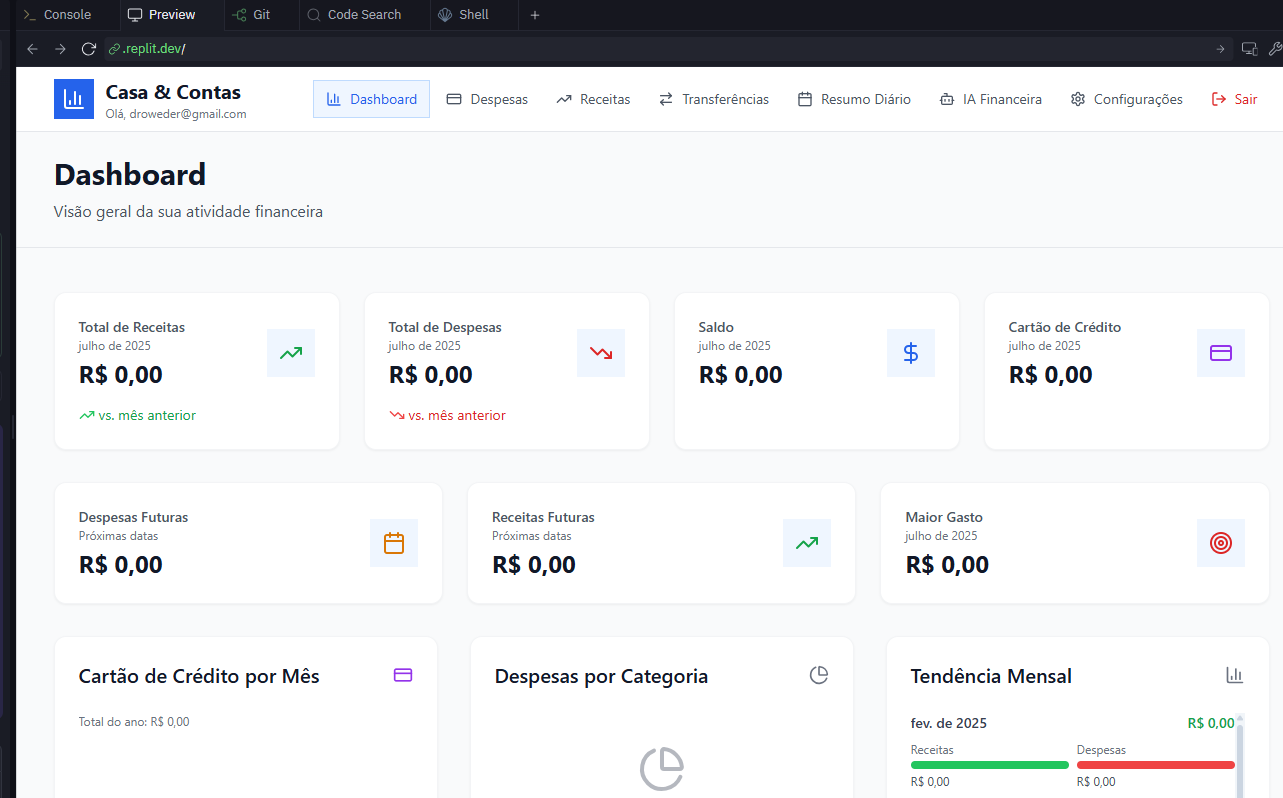 Console Preview Git Code Search Shell
.replit.dev/
Casa & Contas
Olá, droweder@gmail.com
Dashboard Despesas Receitas Transferências Resumo Diário IA Financeira Configurações Sair
Dashboard
Visão geral da sua atividade financeira
Total de Receitas
julho de 2025
R$ 0,00
vs. mês anterior
Total de Despesas
julho de 2025
R$ 0,00
vs. mês anterior
Saldo
julho de 2025
R$ 0,00
Cartão de Crédito
julho de 2025
R$ 0,00
Despesas Futuras
Próximas datas
R$ 0,00
Receitas Futuras
Próximas datas
R$ 0,00
Maior Gasto
julho de 2025
R$ 0,00
Cartão de Crédito por Mês
Total do ano: R$ 0,00
Despesas por Categoria
Tendência Mensal
fev. de 2025 R$ 0,00
Receitas Despesas
R$ 0,00 R$ 0,00